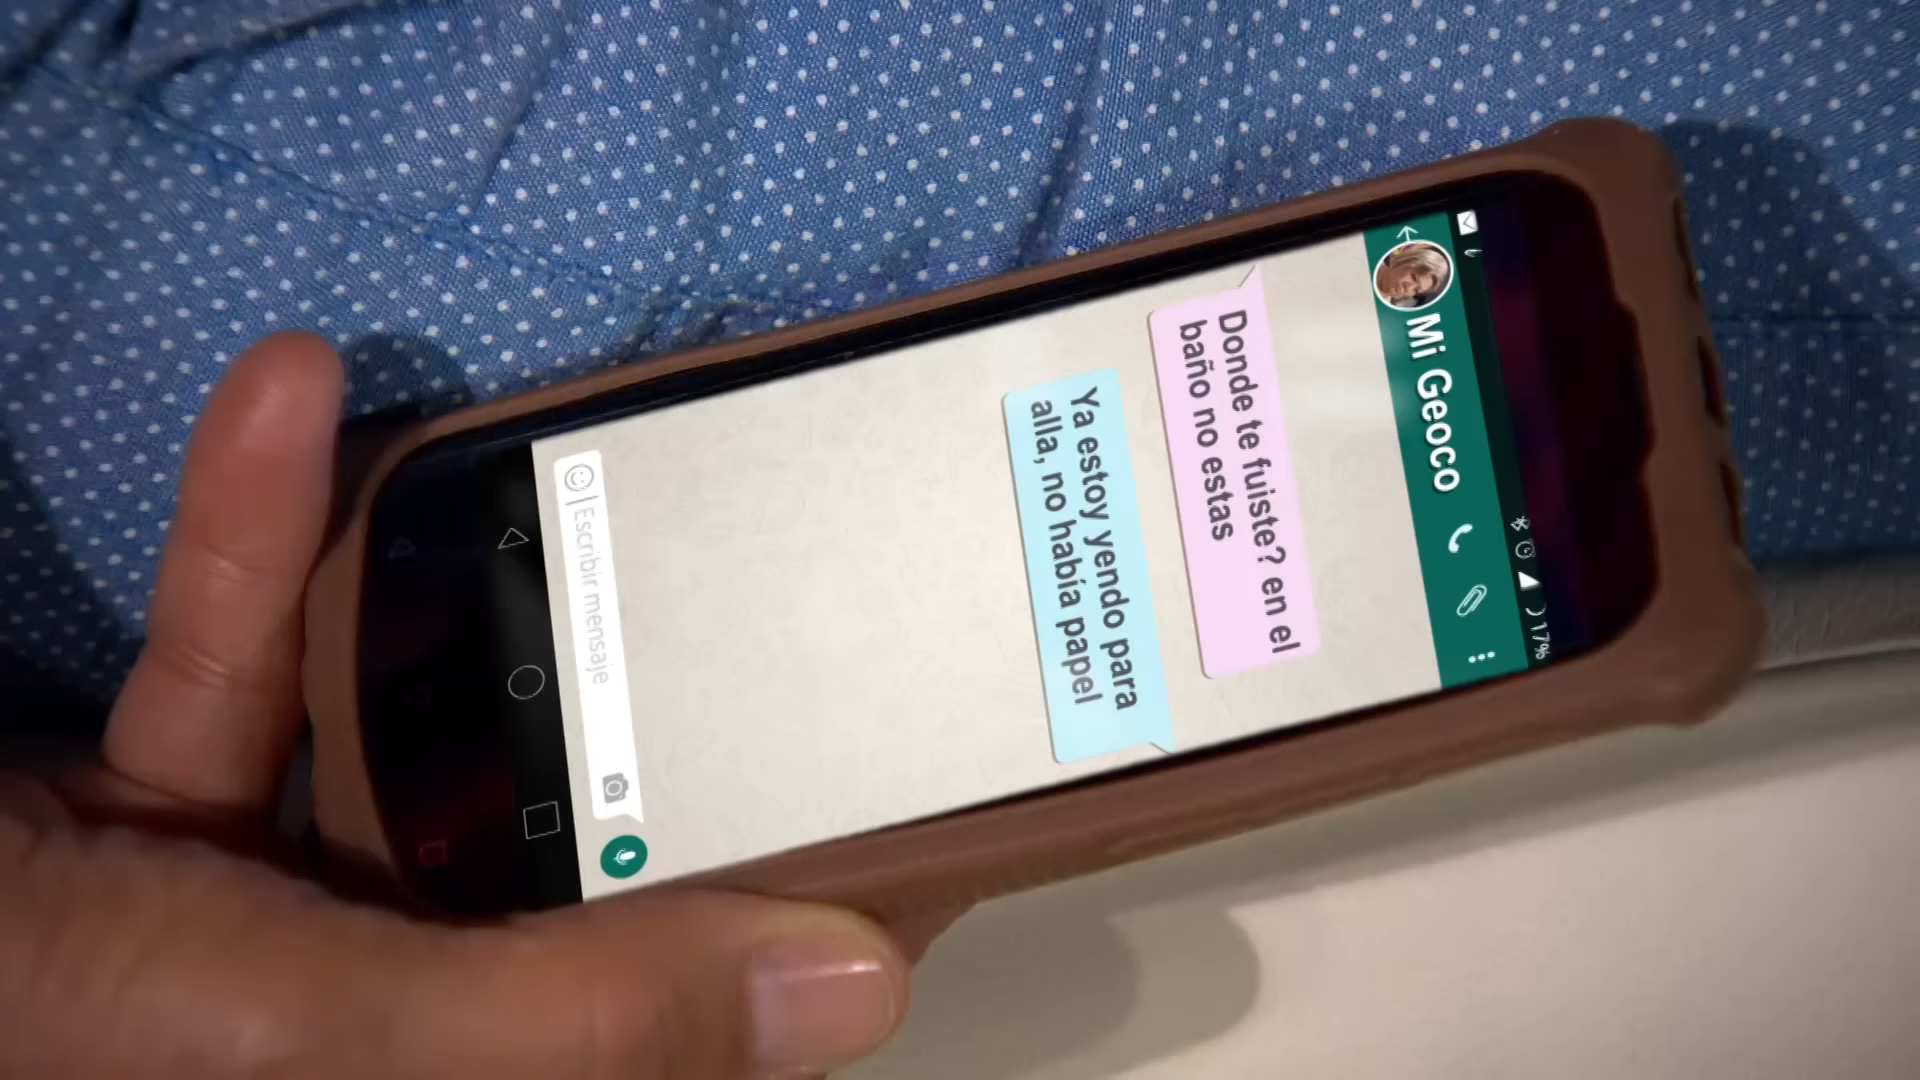 17%
Mi Geoco
Donde te fuiste? en el
baño no estas
Ya estoy yendo para
alla, no había papel
Escribir mensaje